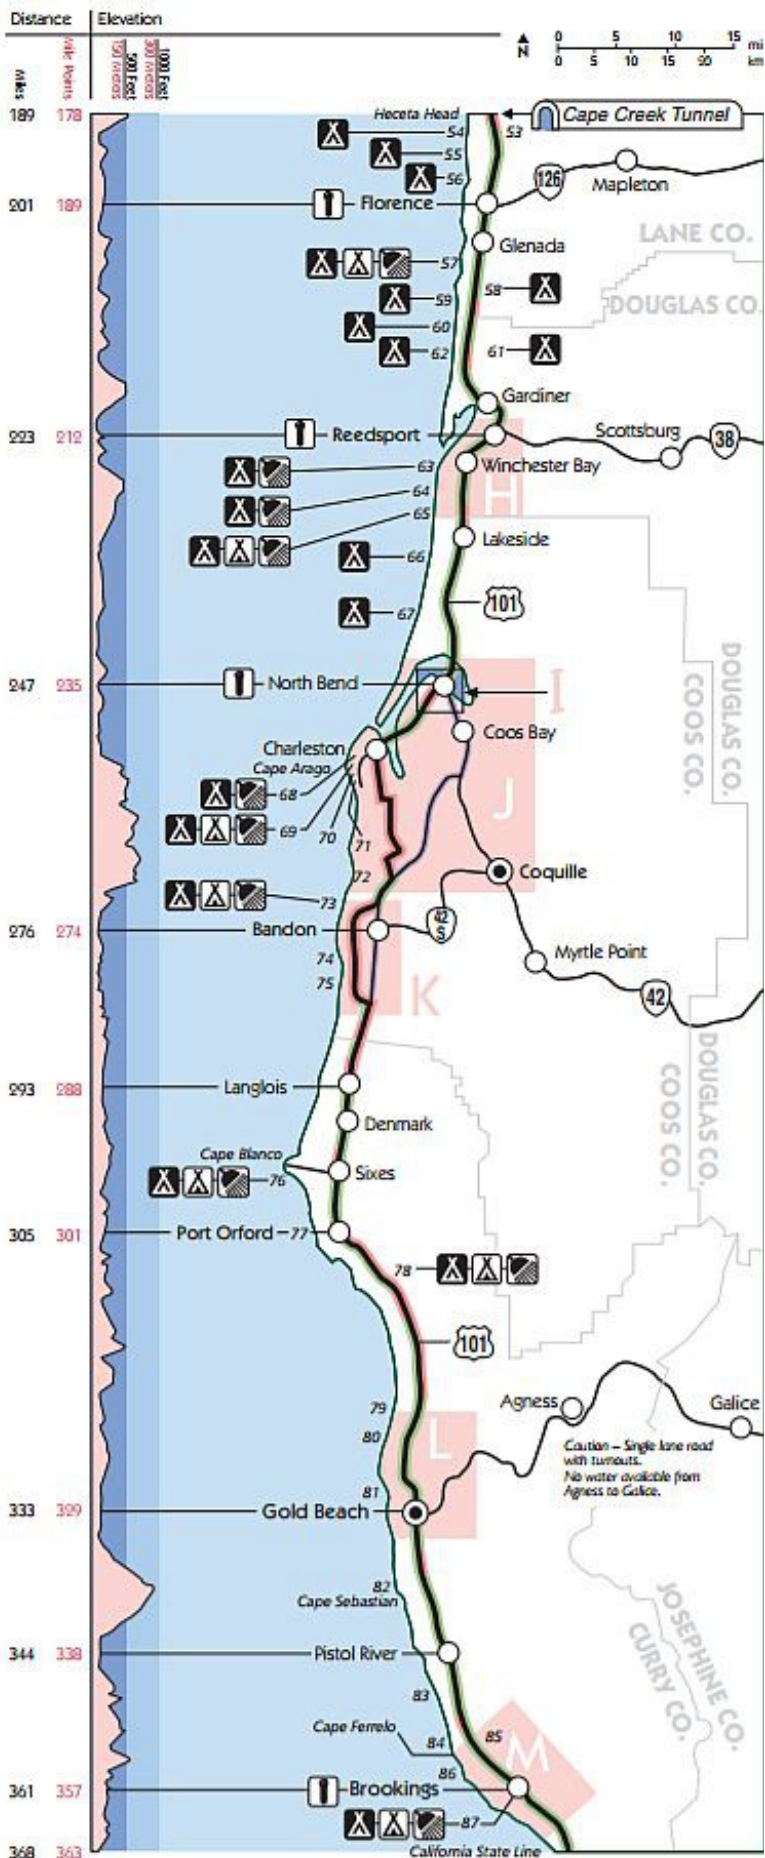 Distance
Elevation
Miles
Mile Points
500 Feet
150 Meters
1000 Feet
300 Meters
N
0 5 10 15 mi
0 5 10 15 20 km
189 178
Heceta Head
53
Cape Creek Tunnel
54
55
56
126
Mapleton
201 189
Florence
Glenada
LANE CO.
DOUGLAS CO.
57
58
59
60
61
62
Gardiner
223 212
Reedsport
Scottsburg
38
63
Winchester Bay
H
64
65
Lakeside
66
101
67
DOUGLAS CO.
COOS CO.
247 235
North Bend
I
Coos Bay
Charleston
Cape Arago
68
J
69
70
71
72
Coquille
73
276 274
Bandon
42 S
Myrtle Point
74
75
K
42
DOUGLAS CO.
COOS CO.
293 288
Langlois
Denmark
Cape Blanco
76
Sixes
305 301
Port Orford
77
78
101
79
Agness
Galice
80
L
Caution – Single lane road
with turnouts.
No water available from
Agness to Galice.
81
333 399
Gold Beach
82
Cape Sebastian
JOSEPHINE CO.
CURRY CO.
344 338
Pistol River
83
Cape Ferrelo
84
85
M
86
361 357
Brookings
87
368 363
California State Line